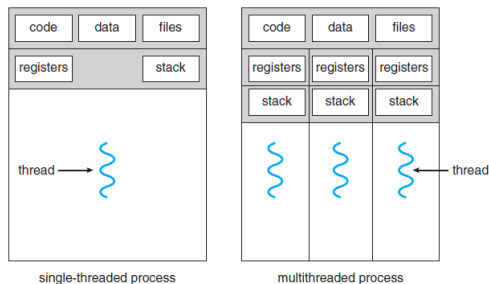 code data files
registers stack
thread
single-threaded process
code data files
registers registers registers
stack stack stack
thread
multithreaded process